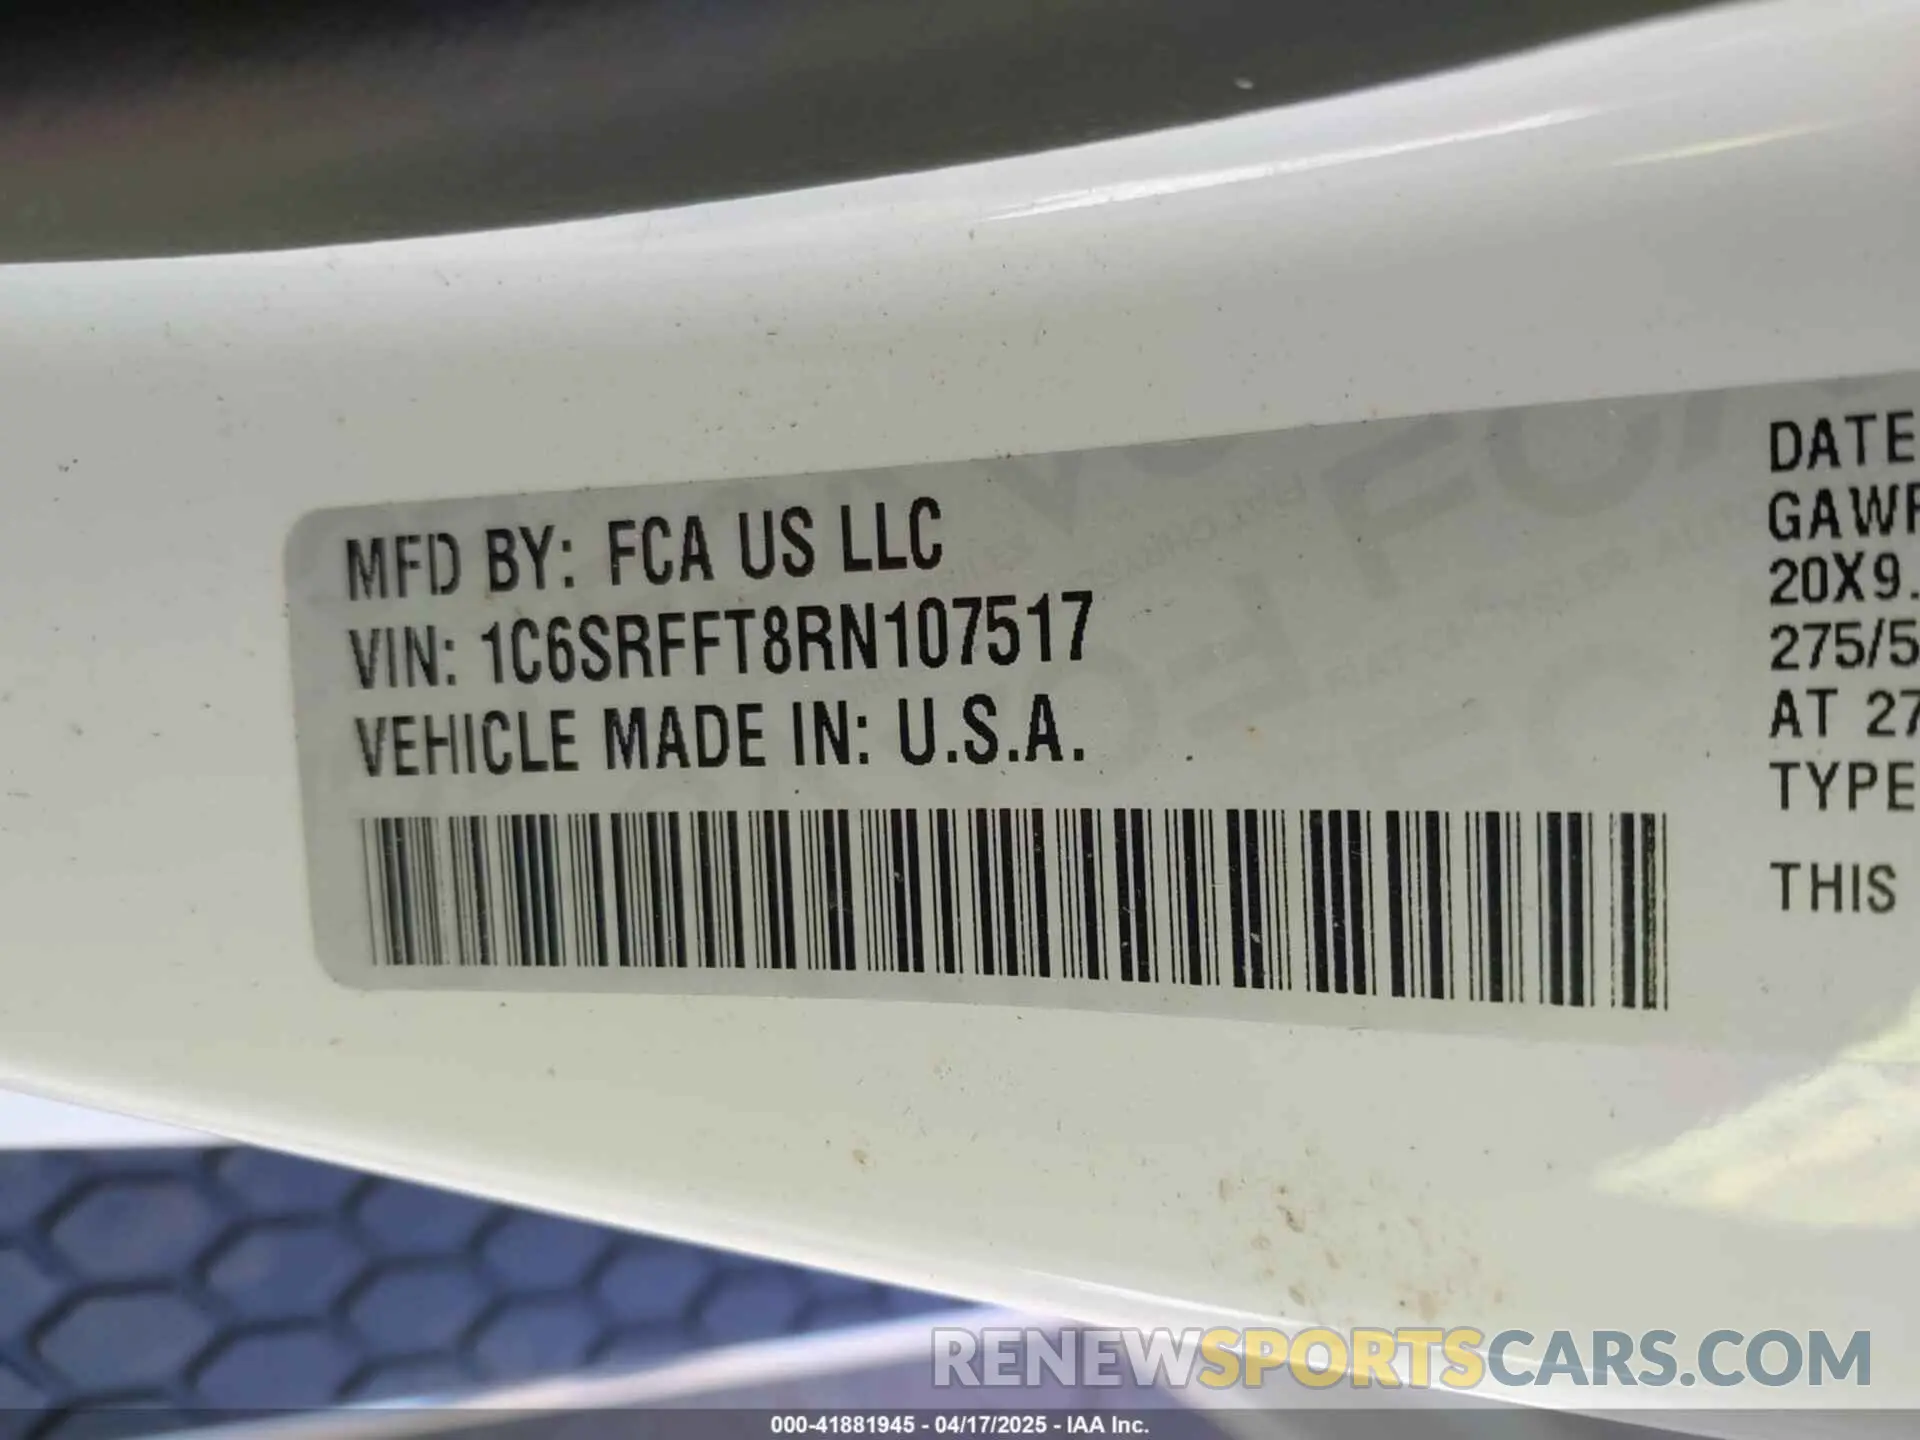 MFD BY: FCA US LLC
VIN: 1C6SRFFT8RN107517
VEHICLE MADE IN: U.S.A.
DATE
GAWR
20X9.
275/5
AT 27
TYPE
THIS
RENEWSPORTSCARS.COM
000-41881945 - 04/17/2025 - IAA Inc.